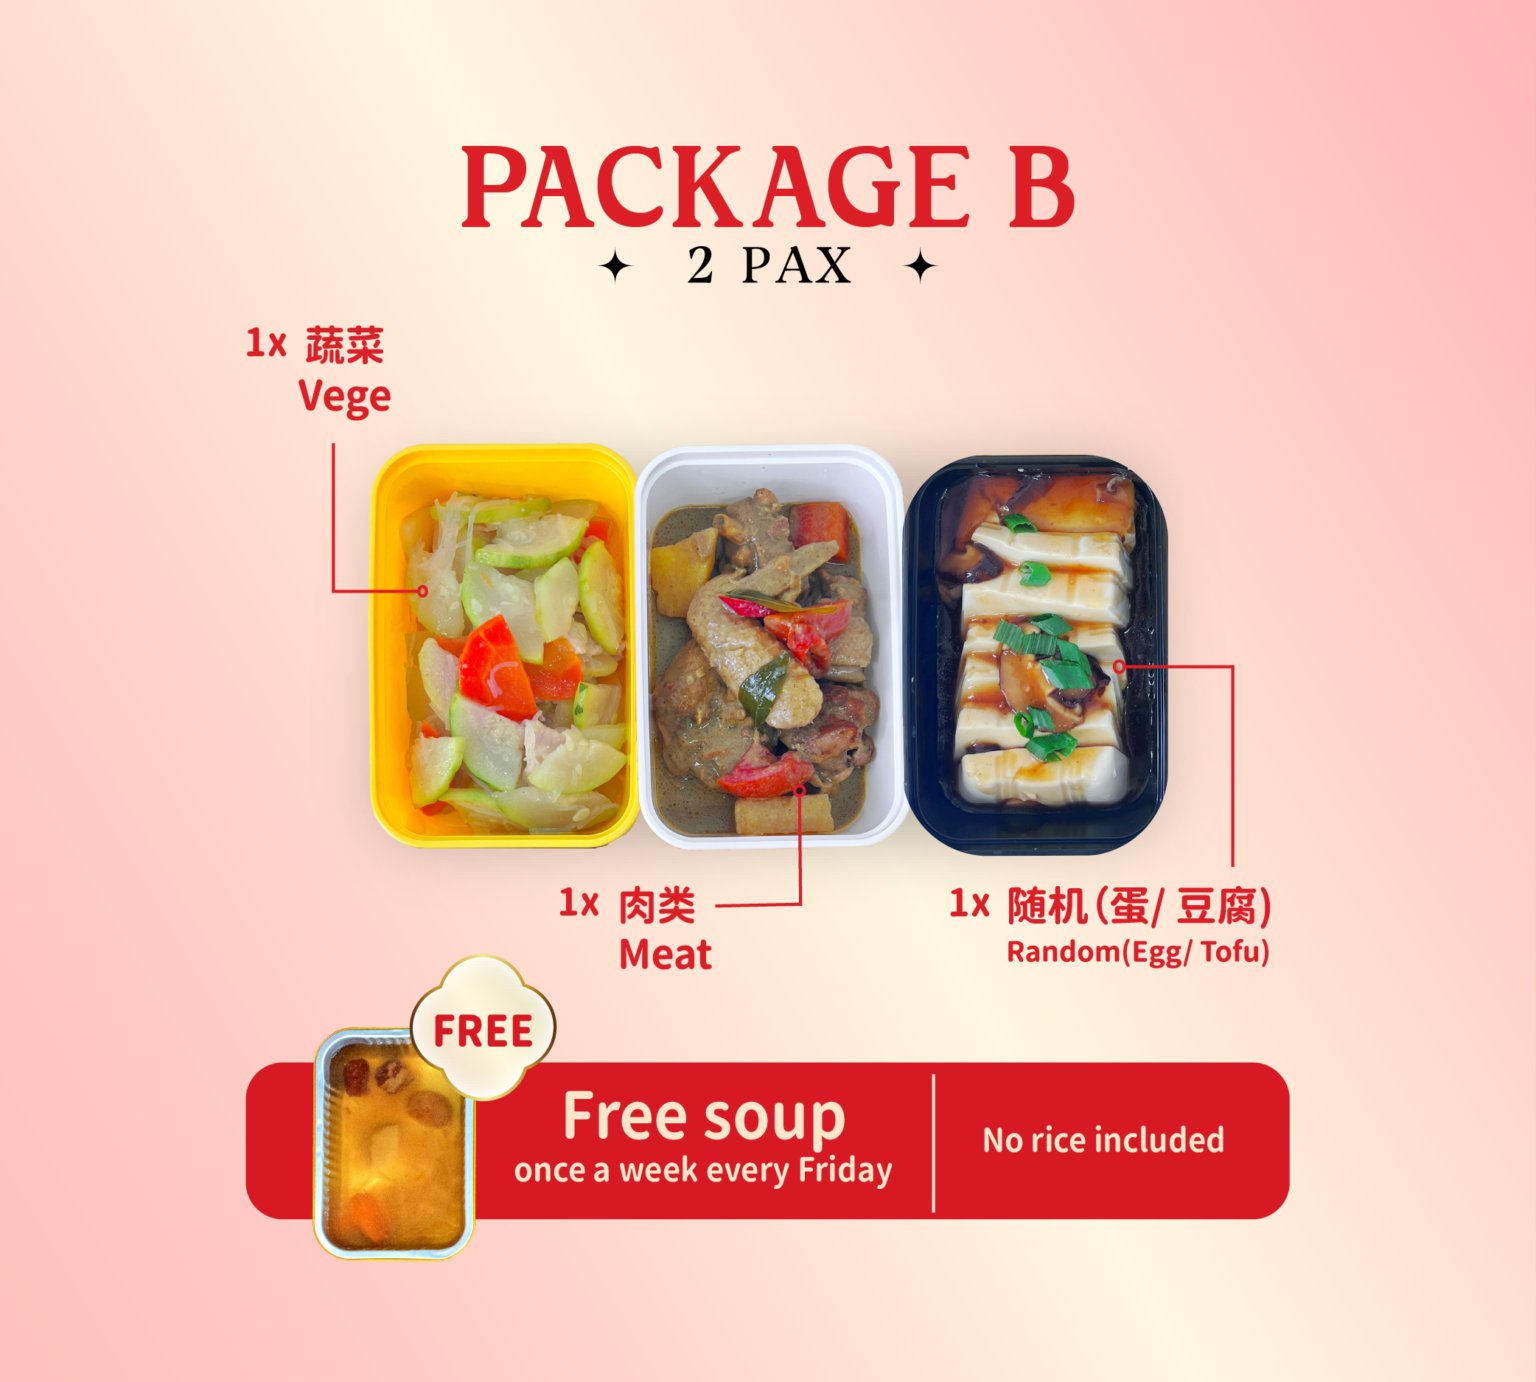 PACKAGE B
2 PAX
1x 蔬菜
Vege
1x 肉类
Meat
1x 随机(蛋/ 豆腐)
Random(Egg/ Tofu)
FREE
Free soup
once a week every Friday
No rice included